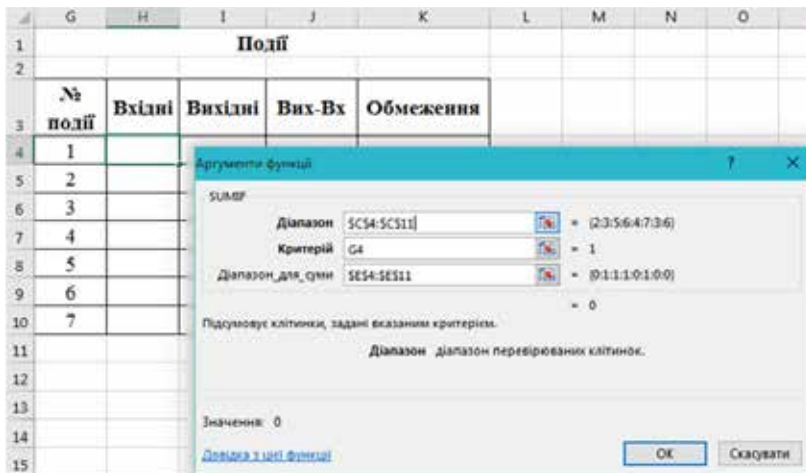 G H I J K L M N O
1 Події
2
3 № події Вхідні Вихідні Вих-Вх Обмеження
4 1
5 2
6 3
7 4
8 5
9 6
10 7
11
12
13
14
15
Аргументи функції ? ×
SUMIF
Діапазон $C$4:$C$11 = {2:3:5:6:4:7:3:6}
Критерій G4 = 1
Діапазон_для_суми $E$4:$E$11 = {0:1:1:1:0:1:0:0}
= 0
Підсумовує клітинки, задані вказаним критерієм.
Діапазон діапазон перевірюваних клітинок.
Значення: 0
Довідка з цієї функції OK Скасувати